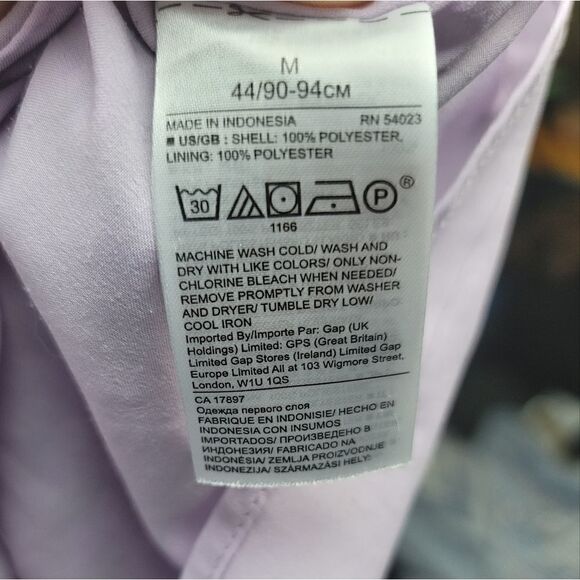 M
44/90-94CM
MADE IN INDONESIA RN 54023
■ US/GB : SHELL: 100% POLYESTER,
LINING: 100% POLYESTER
30 P ®
1166
MACHINE WASH COLD/ WASH AND
DRY WITH LIKE COLORS/ ONLY NON-
CHLORINE BLEACH WHEN NEEDED/
REMOVE PROMPTLY FROM WASHER
AND DRYER/ TUMBLE DRY LOW/
COOL IRON
Imported By/Importe Par: Gap (UK
Holdings) Limited: GPS (Great Britain)
Limited Gap Stores (Ireland) Limited Gap
Europe Limited All at 103 Wigmore Street,
London, W1U 1QS
CA 17897
Одежда первого слоя
FABRIQUE EN INDONISIE/ HECHO EN
INDONESIA CON INSUMOS
IMPORTADOS/ ПРОИЗВЕДЕНО В
ИНДОНЕЗИИ/ FABRICADO NA
INDONÉSIA/ ZEMLJA PROIZVODNJE
INDONEZIJA/ SZÁRMAZÁSI HELY: